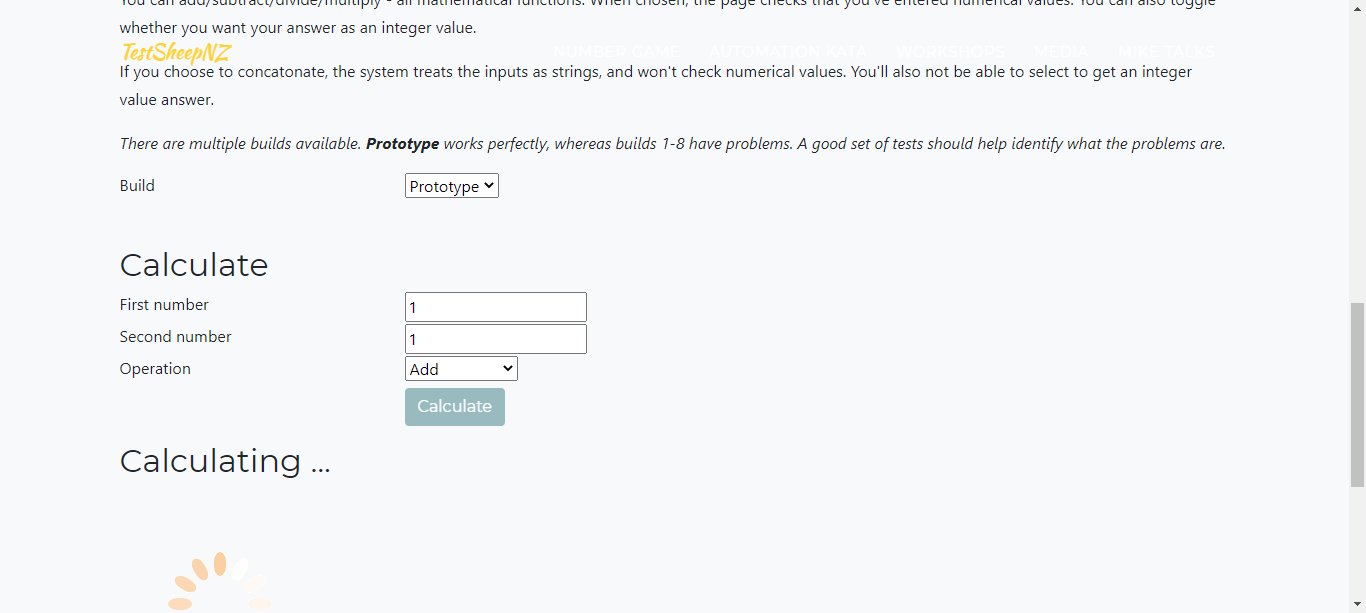 You can add/subtract/divide/multiply - all mathematical functions. When chosen, the page checks that you've entered numerical values. You can also toggle
whether you want your answer as an integer value.
TestSheepNZ NUMBER GAME AUTOMATION KATA WORKSHOPS MEDIA MIKE TALKS
If you choose to concatonate, the system treats the inputs as strings, and won't check numerical values. You'll also not be able to select to get an integer
value answer.
There are multiple builds available. Prototype works perfectly, whereas builds 1-8 have problems. A good set of tests should help identify what the problems are.
Build Prototype
Calculate
First number 1
Second number 1
Operation Add
Calculate
Calculating ...